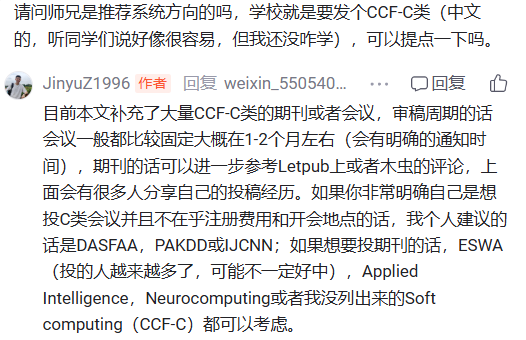 请问师兄是推荐系统方向的吗，学校就是要发个CCF-C类（中文
的，听同学们说好像很容易，但我还没咋学），可以提点一下吗。
JinyuZ1996 作者 回复 weixin_550540... ... 回复
目前本文补充了大量CCF-C类的期刊或者会议，审稿周期的话
会议一般都比较固定大概在1-2个月左右（会有明确的通知时
间），期刊的话可以进一步参考Letpub上或者木虫的评论，上
面会有很多人分享自己的投稿经历。如果你非常明确自己是想
投C类会议并且不在乎注册费用和开会地点的话，我个人建议的
话是DASFAA，PAKDD或IJCNN；如果想要投期刊的话，ESWA
（投的人越来越多了，可能不一定好中），Applied
Intelligence，Neurocomputing或者我没列出来的Soft
computing（CCF-C）都可以考虑。